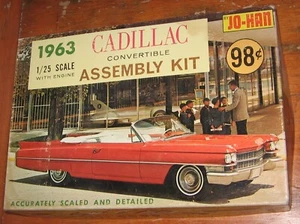 JO-HAN
1963
CADILLAC
CONVERTIBLE
1/25 SCALE
WITH ENGINE
ASSEMBLY KIT
98¢
ACCURATELY SCALED AND DETAILED